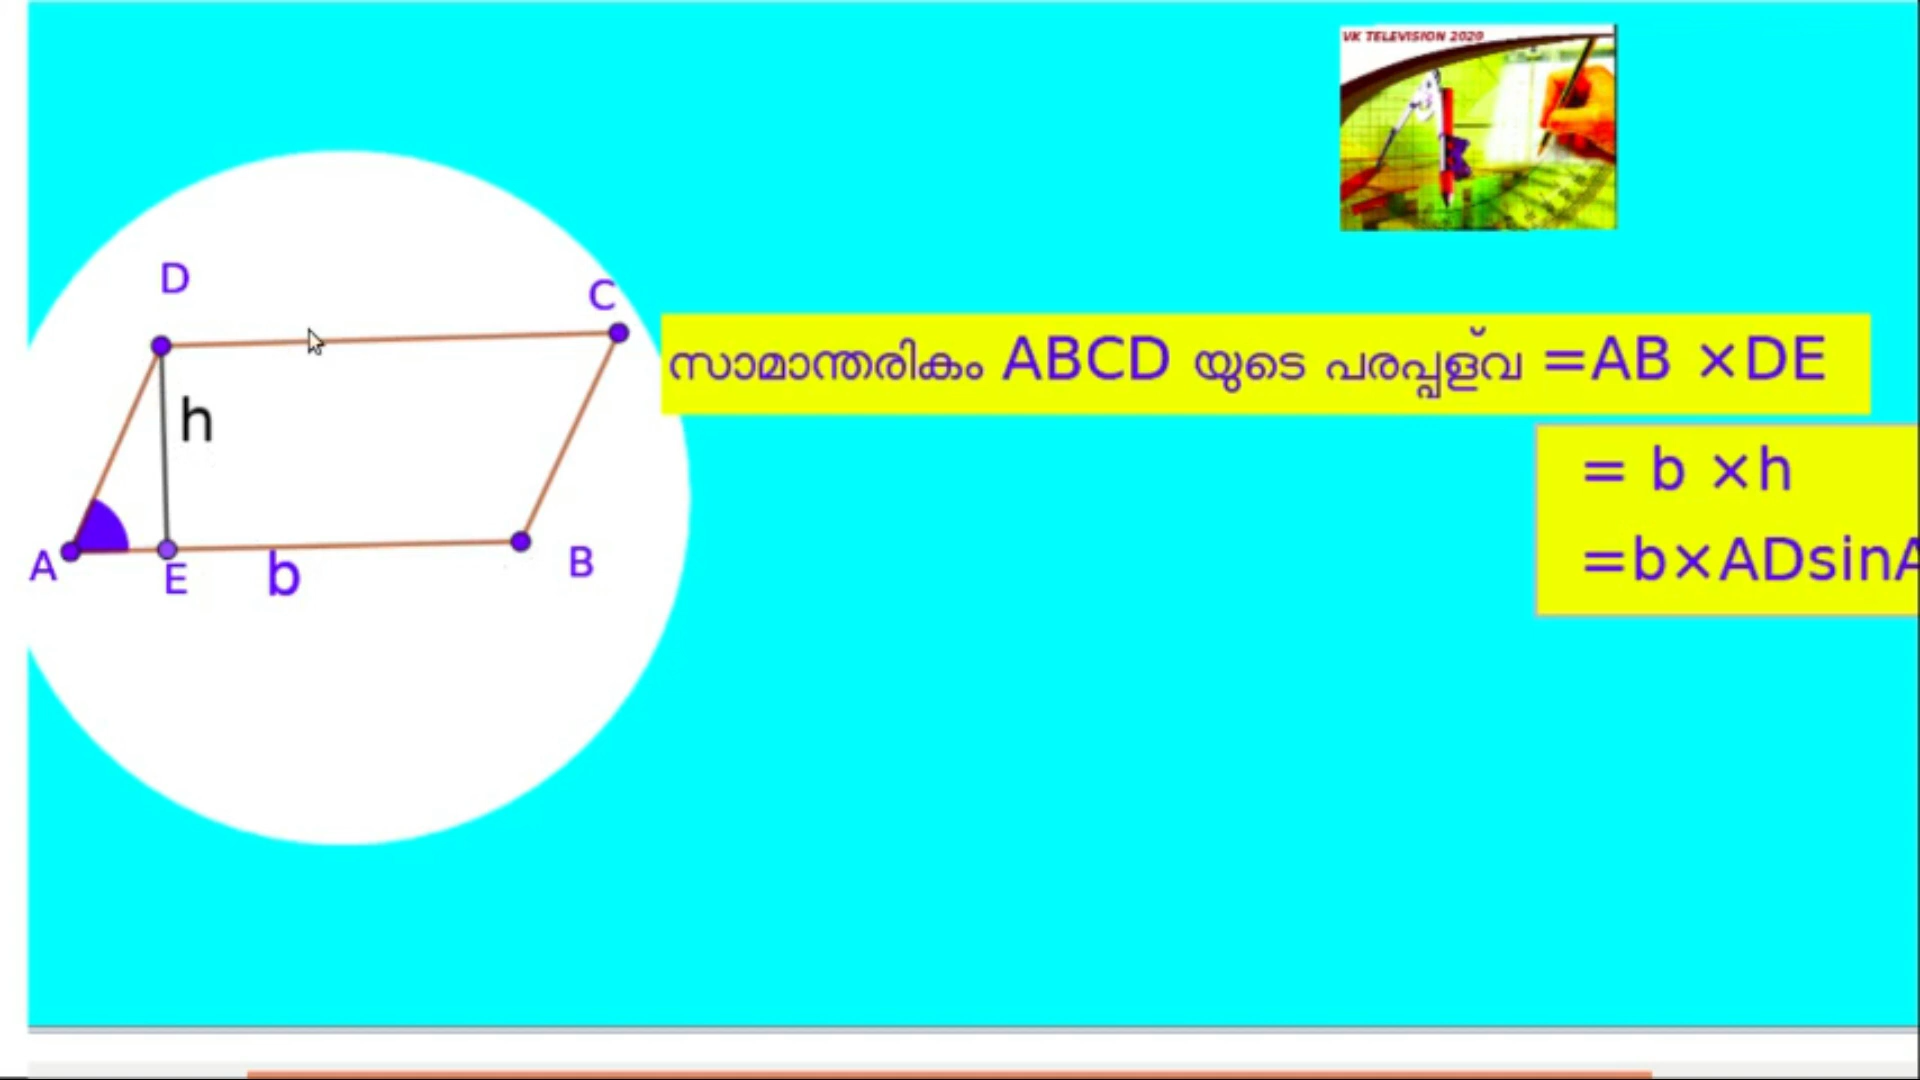 VK TELEVISION 2020
D
C
സാമാന്തരികം ABCD യുടെ പരപ്പളവ് =AB ×DE
h
= b ×h
=b×ADsinA
A
E
b
B